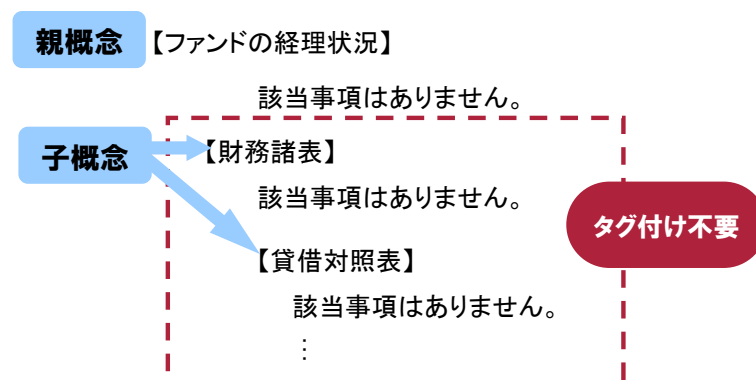 親概念 【ファンドの経理状況】
該当事項はありません。
子概念 【財務諸表】
該当事項はありません。
タグ付け不要
【貸借対照表】
該当事項はありません。
⋮